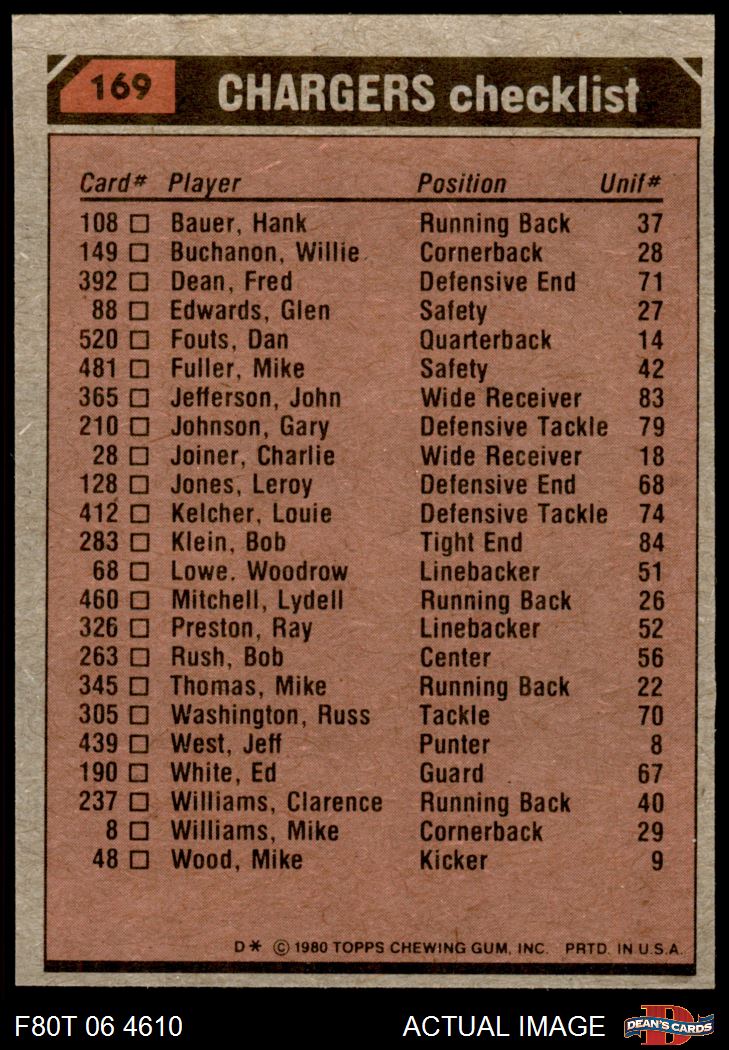 169 CHARGERS checklist
Card# Player Position Unif#
108 □ Bauer, Hank Running Back 37
149 □ Buchanon, Willie Cornerback 28
392 □ Dean, Fred Defensive End 71
88 □ Edwards, Glen Safety 27
520 □ Fouts, Dan Quarterback 14
481 □ Fuller, Mike Safety 42
365 □ Jefferson, John Wide Receiver 83
210 □ Johnson, Gary Defensive Tackle 79
28 □ Joiner, Charlie Wide Receiver 18
128 □ Jones, Leroy Defensive End 68
412 □ Kelcher, Louie Defensive Tackle 74
283 □ Klein, Bob Tight End 84
68 □ Lowe. Woodrow Linebacker 51
460 □ Mitchell, Lydell Running Back 26
326 □ Preston, Ray Linebacker 52
263 □ Rush, Bob Center 56
345 □ Thomas, Mike Running Back 22
305 □ Washington, Russ Tackle 70
439 □ West, Jeff Punter 8
190 □ White, Ed Guard 67
237 □ Williams, Clarence Running Back 40
8 □ Williams, Mike Cornerback 29
48 □ Wood, Mike Kicker 9
D* © 1980 TOPPS CHEWING GUM, INC. PRTD. IN U.S.A.
F80T 06 4610 ACTUAL IMAGE D DEAN'S CARDS